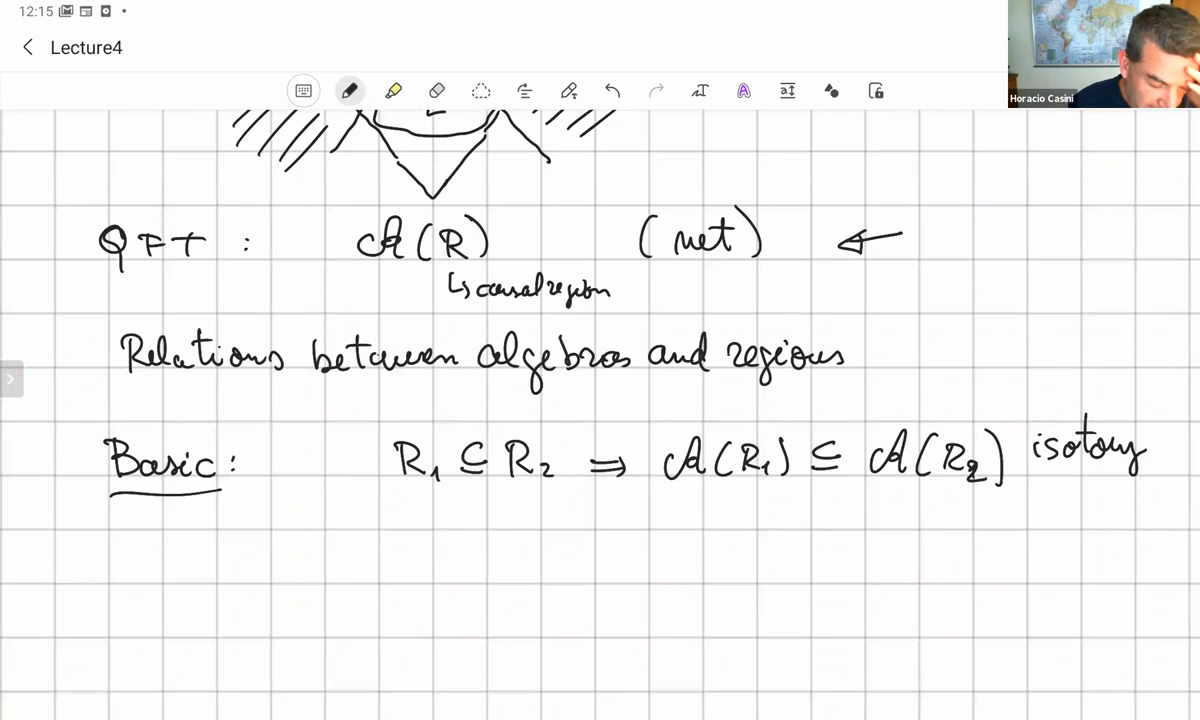 12:15
Lecture4
Horacio Casini
QFT : A(R) (net) ←
↳ causal region
Relations between algebras and regions
Basic: R₁ ⊆ R₂ ⇒ A(R₁) ⊆ A(R₂) isotony